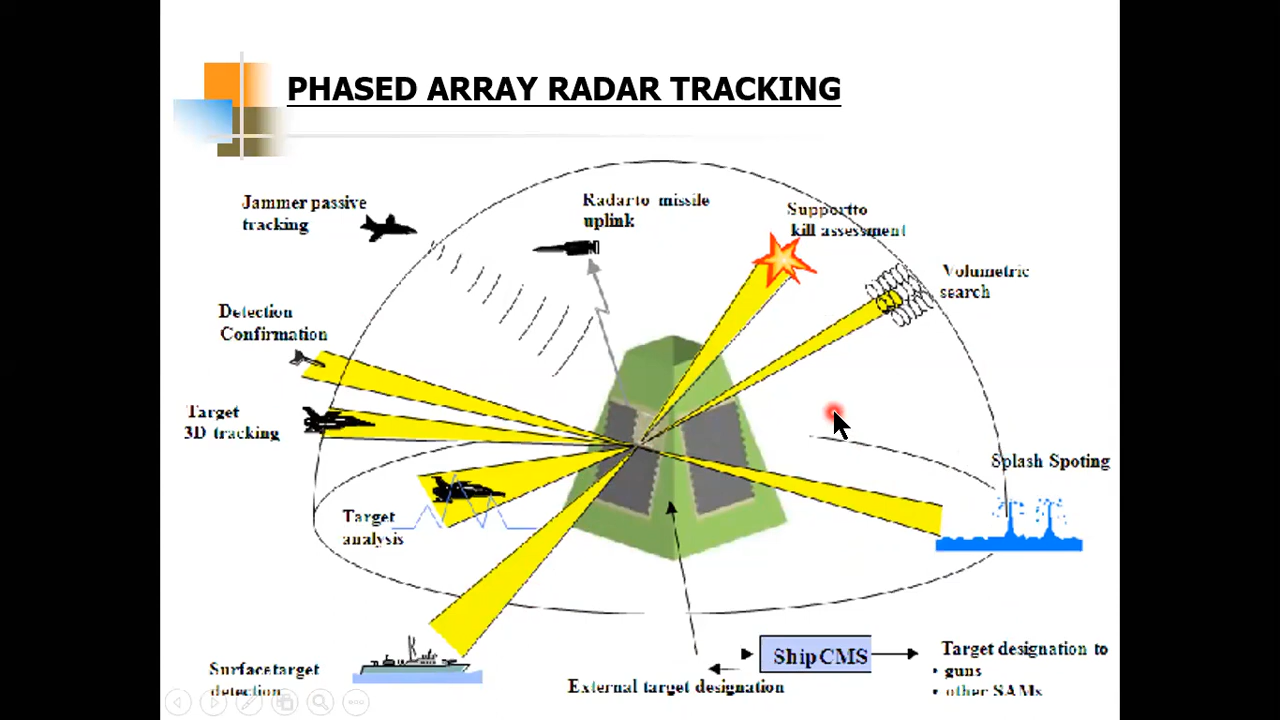 PHASED ARRAY RADAR TRACKING
Jammer passive
tracking
Radarto missile
uplink
Supportto
kill assessment
Volumetric
search
Detection
Confirmation
Target
3D tracking
Splash Spoting
Target
analysis
Surfacetarget
detection
External target designation
Ship CMS
Target designation to
• guns
• other SAMs